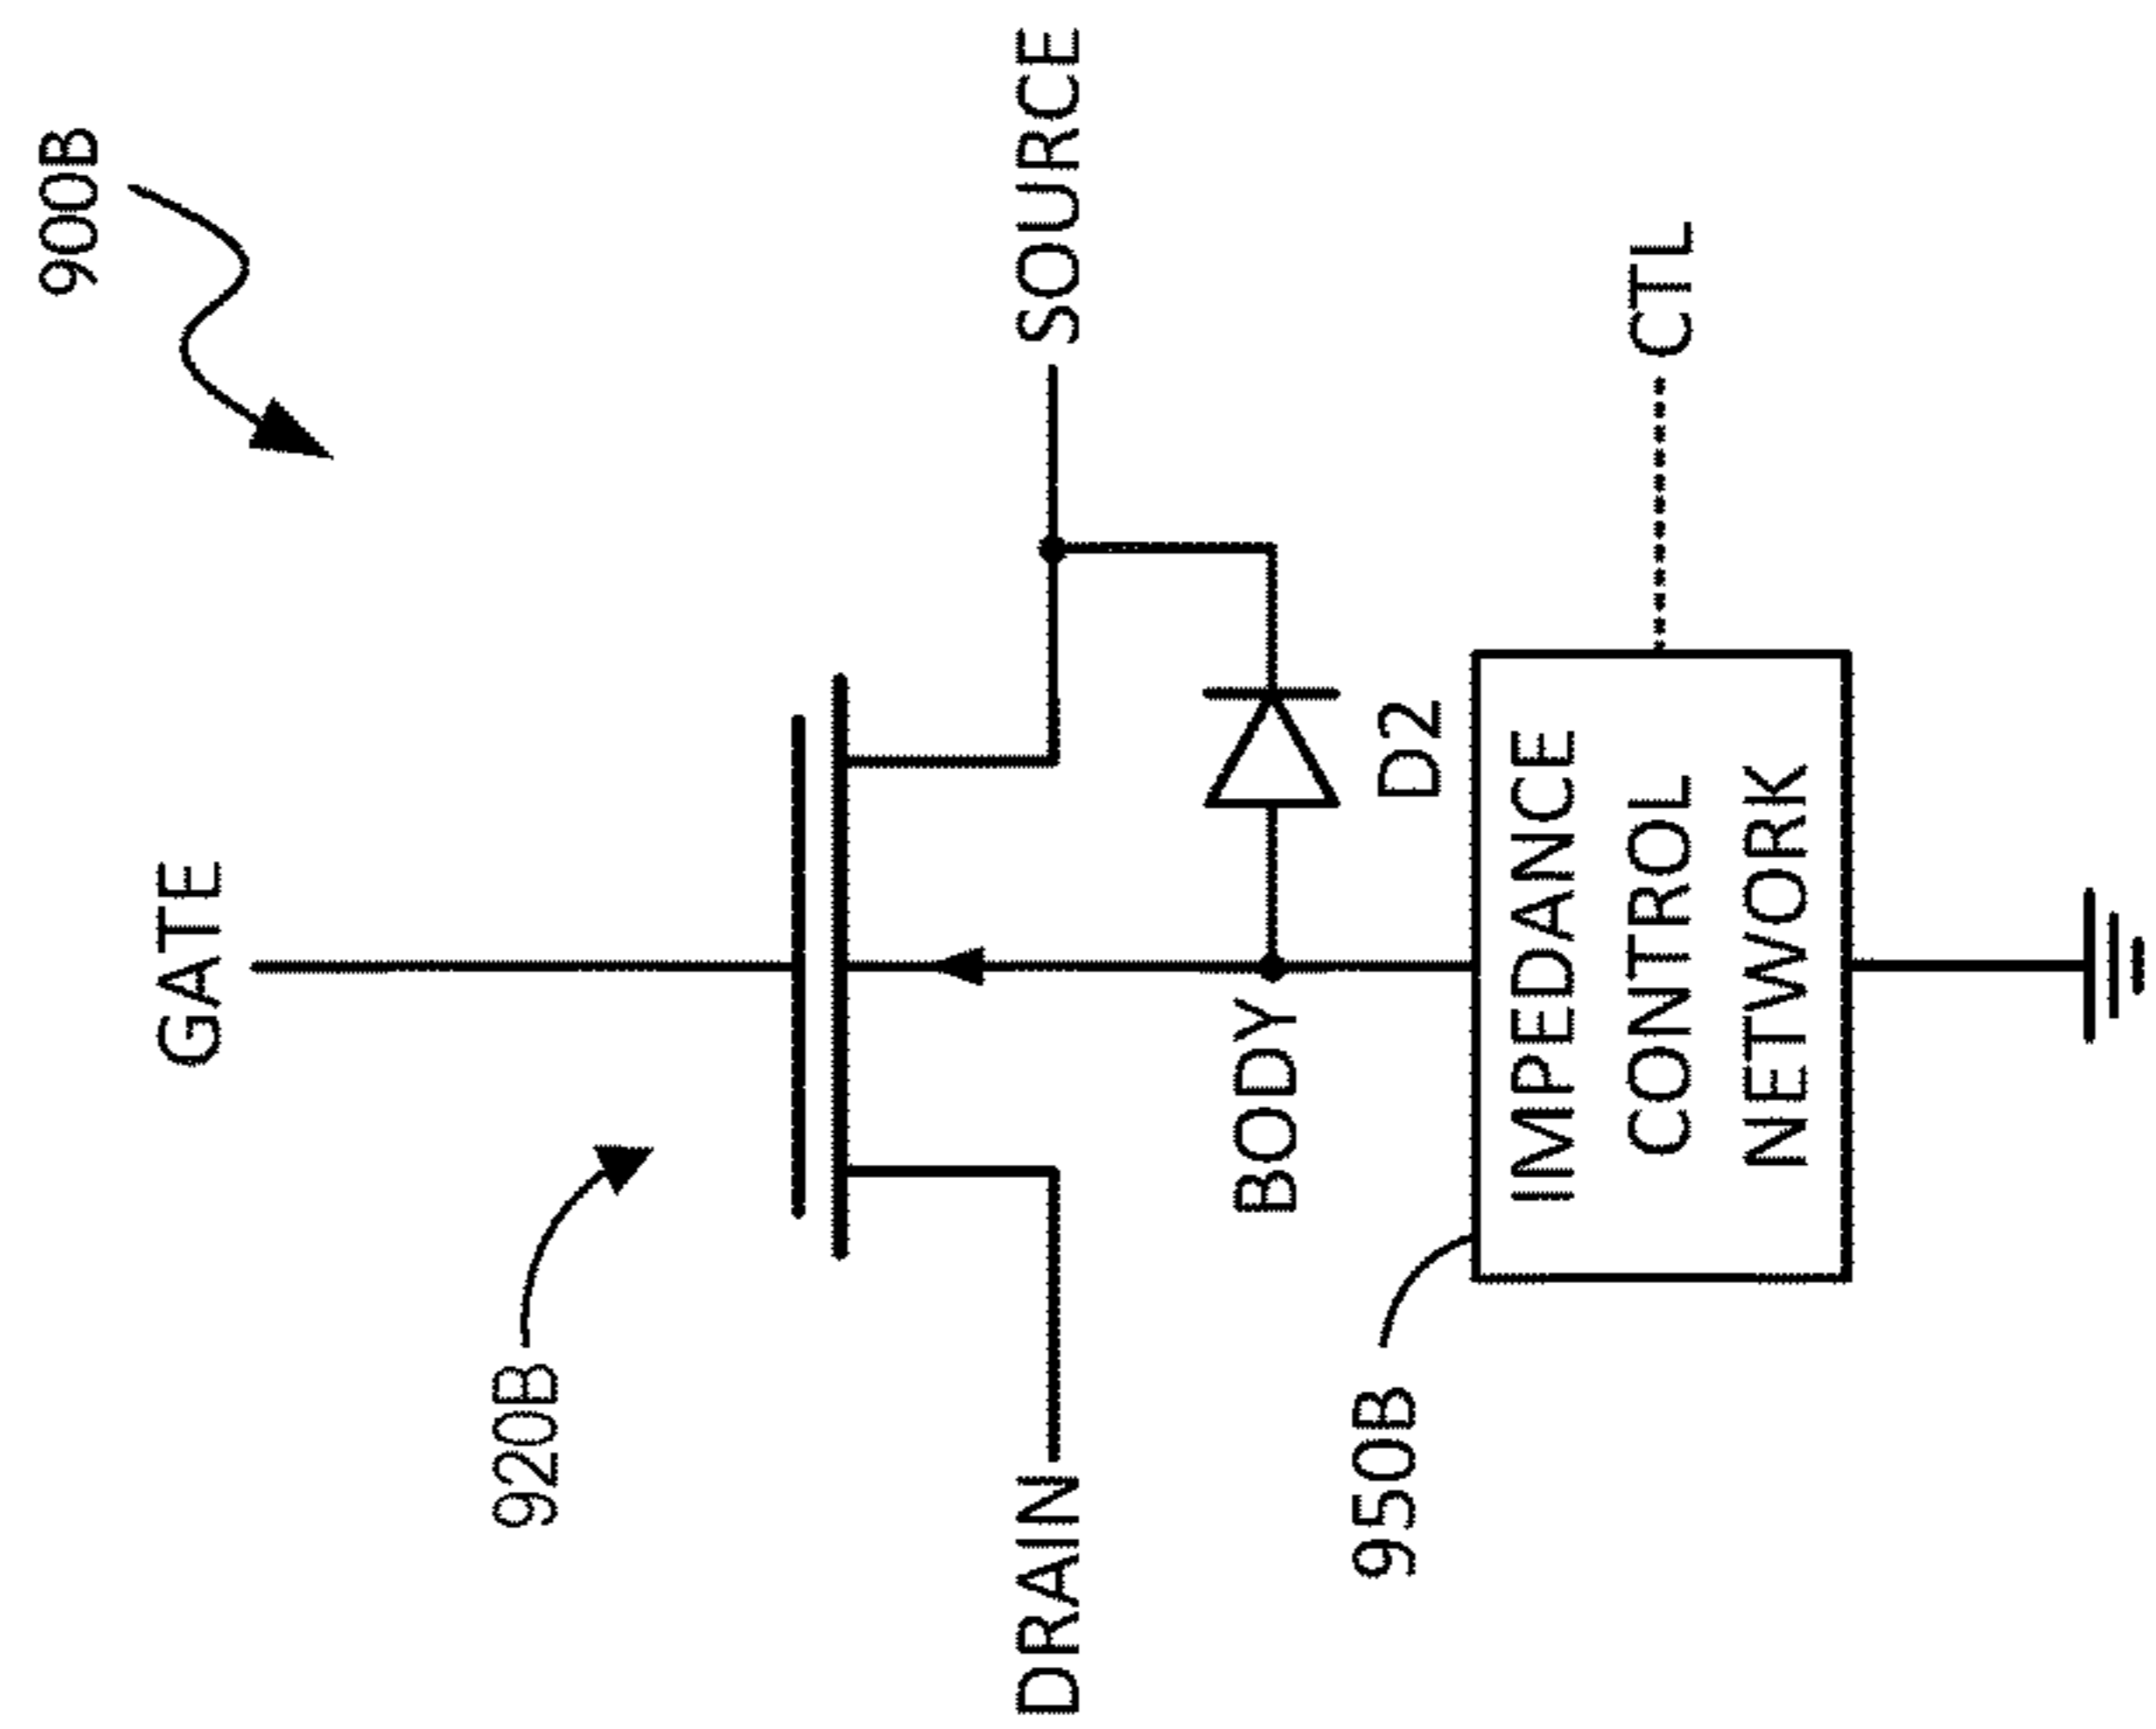 900B
GATE
920B
DRAIN
SOURCE
BODY
D2
950B
IMPEDANCE
CONTROL
NETWORK
CTL